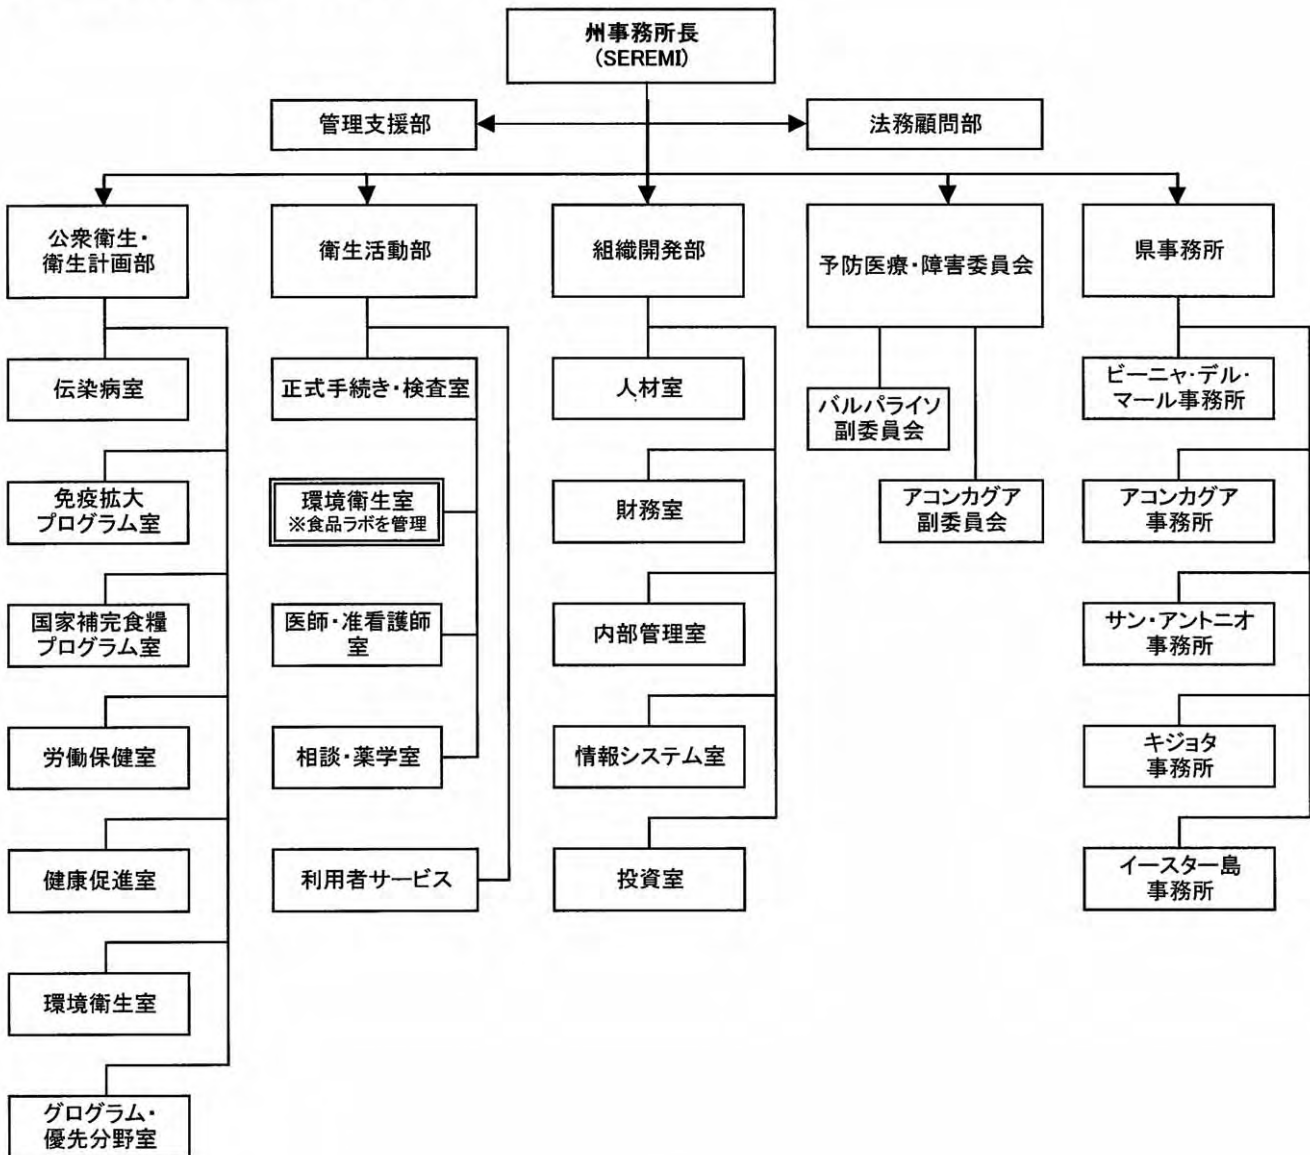 州事務所長
(SEREMI)
管理支援部
法務顧問部
公衆衛生・
衛生計画部
衛生活動部
組織開発部
予防医療・障害委員会
県事務所
伝染病室
免疫拡大
プログラム室
国家補完食糧
プログラム室
労働保健室
健康促進室
環境衛生室
グログラム・
優先分野室
正式手続き・検査室
環境衛生室
※食品ラボを管理
医師・准看護師
室
相談・薬学室
利用者サービス
人材室
財務室
内部管理室
情報システム室
投資室
バルパライソ
副委員会
アコンカグア
副委員会
ビーニャ・デル・
マール事務所
アコンカグア
事務所
サン・アントニオ
事務所
キジョタ
事務所
イースター島
事務所